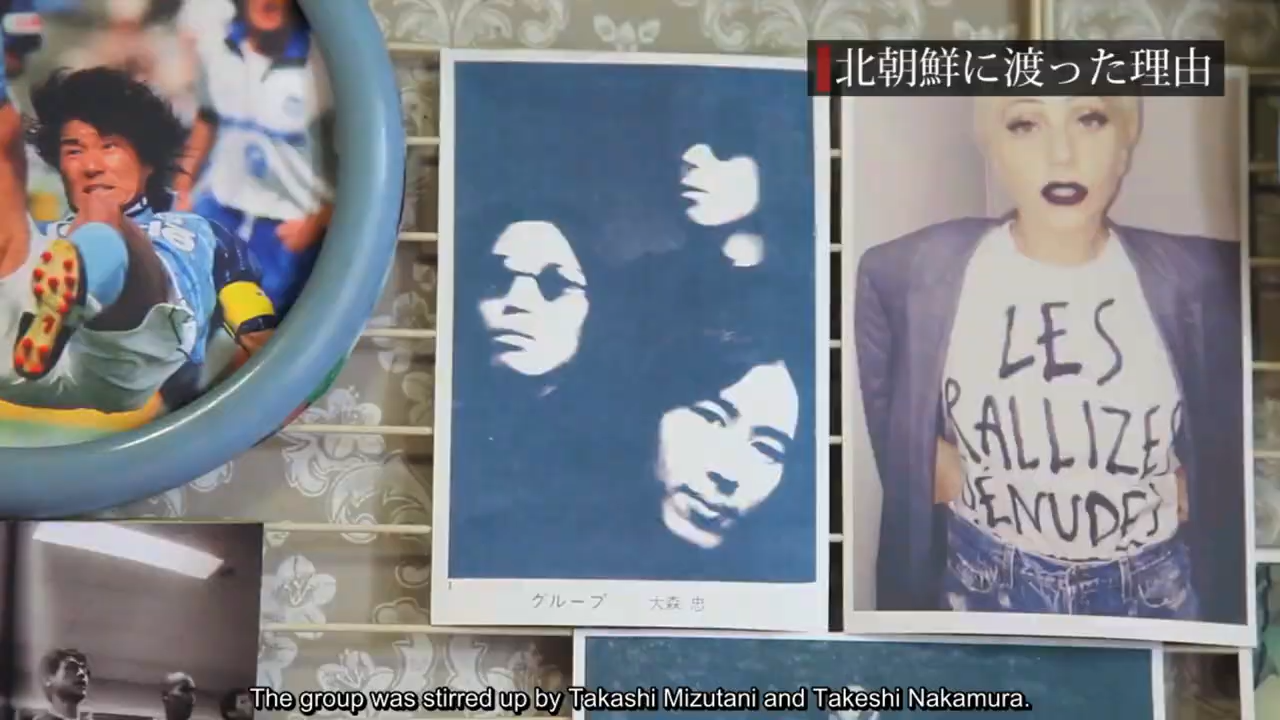 北朝鮮に渡った理由
LES
RALLIZES
DÉNUDÉS
グループ 大森 忠
The group was stirred up by Takashi Mizutani and Takeshi Nakamura.